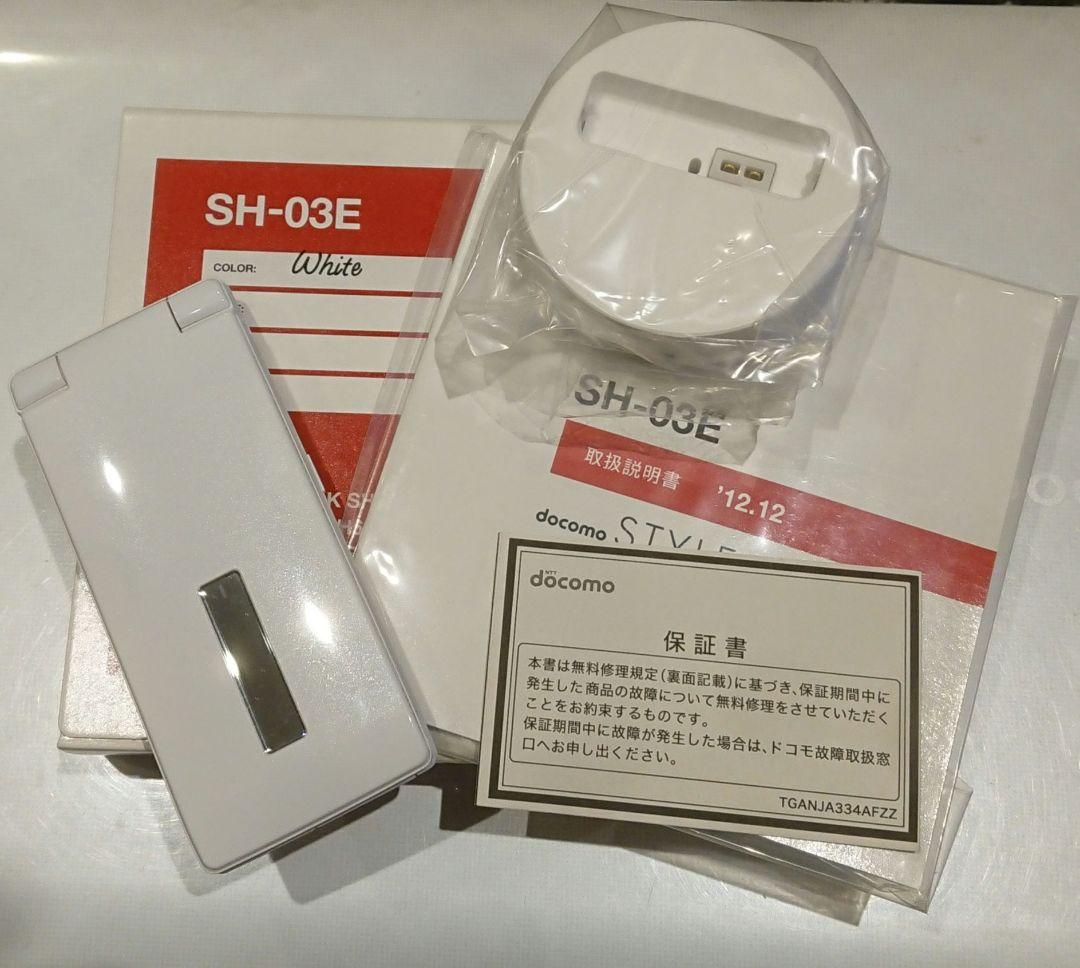 SH-03E
COLOR: White
SH-03E
取扱説明書 '12.12
docomo STYLE
NTT
docomo
保証書
本書は無料修理規定(裏面記載)に基づき、保証期間中に
発生した商品の故障について無料修理をさせていただく
ことをお約束するものです。
保証期間中に故障が発生した場合は、ドコモ故障取扱窓
口へお申し出ください。
TGANJA334AFZZ